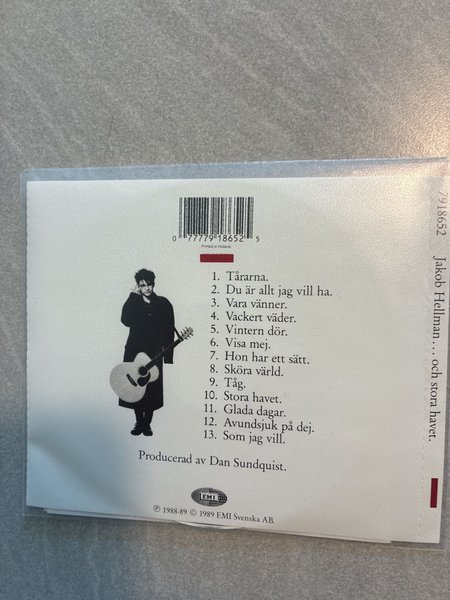 0 77779 18652 5
Printed in Holland
1. Tårarna.
2. Du är allt jag vill ha.
3. Vara vänner.
4. Vackert väder.
5. Vintern dör.
6. Visa mej.
7. Hon har ett sätt.
8. Sköra värld.
9. Tåg.
10. Stora havet.
11. Glada dagar.
12. Avundsjuk på dej.
13. Som jag vill.
Producerad av Dan Sundquist.
EMI
℗ 1988-89 © 1989 EMI Svenska AB.
7918652 Jakob Hellman... och stora havet.